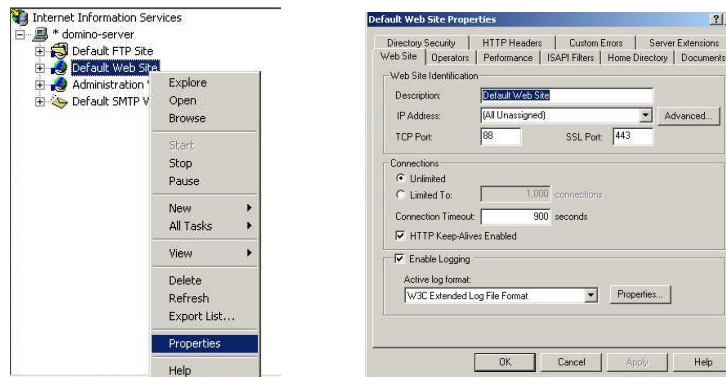 Internet Information Services
* domino-server
Default FTP Site
Default Web Site
Administration
Default SMTP V
Explore
Open
Browse
Start
Stop
Pause
New
All Tasks
View
Delete
Refresh
Export List...
Properties
Help
Default Web Site Properties
?
Directory Security HTTP Headers Custom Errors Server Extensions
Web Site Operators Performance ISAPI Filters Home Directory Documents
Web Site Identification
Description: Default Web Site
IP Address: (All Unassigned) Advanced...
TCP Port: 88 SSL Port: 443
Connections
Unlimited
Limited To: 1,000 connections
Connection Timeout: 900 seconds
HTTP Keep-Alives Enabled
Enable Logging
Active log format:
W3C Extended Log File Format Properties...
OK Cancel Apply Help